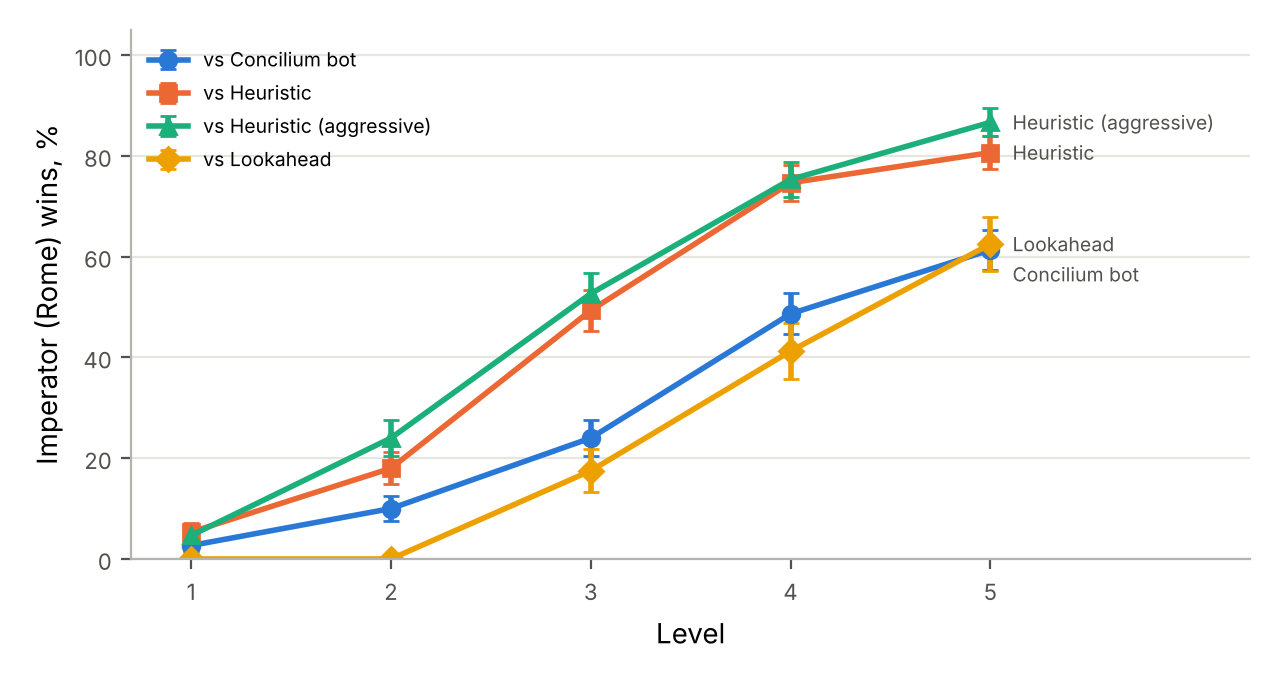 100
80
60
40
20
0
Imperator (Rome) wins, %
vs Concilium bot
vs Heuristic
vs Heuristic (aggressive)
vs Lookahead
Heuristic (aggressive)
Heuristic
Lookahead
Concilium bot
1 2 3 4 5
Level